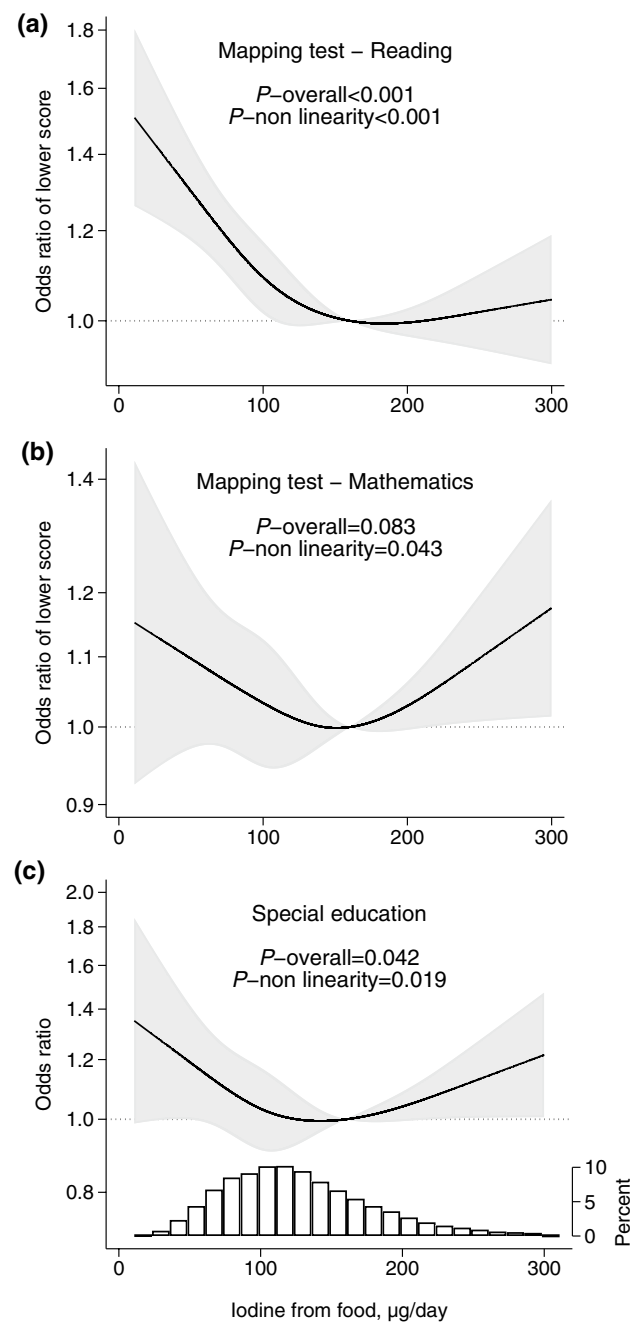 (a)
Mapping test – Reading
P–overall<0.001
P–non linearity<0.001
Odds ratio of lower score
1.8
1.6
1.4
1.2
1.0
0
100
200
300
(b)
Mapping test – Mathematics
P–overall=0.083
P–non linearity=0.043
Odds ratio of lower score
1.4
1.2
1.1
1.0
0.9
0
100
200
300
(c)
Special education
P–overall=0.042
P–non linearity=0.019
Odds ratio
2.0
1.8
1.6
1.4
1.2
1.0
0.8
10
5
0
Percent
0
100
200
300
Iodine from food, µg/day